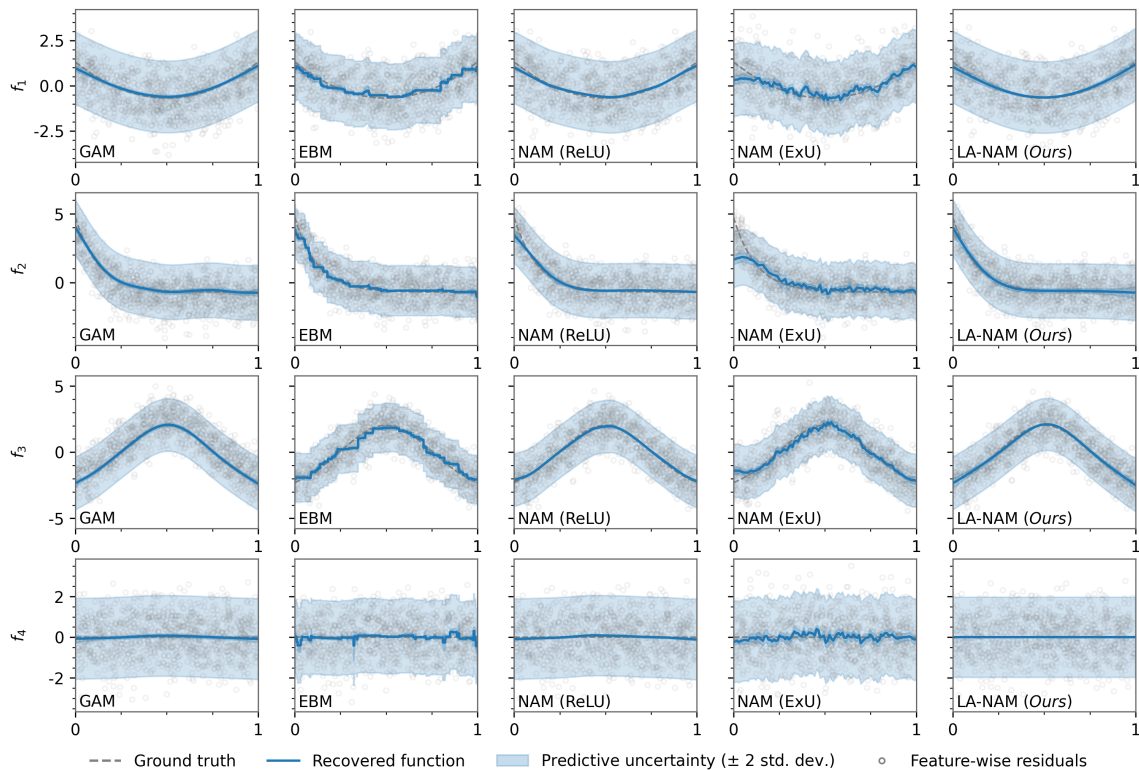 f₁
2.5
0.0
-2.5
GAM
EBM
NAM (ReLU)
NAM (ExU)
LA-NAM (Ours)
0 1 0 1 0 1 0 1 0 1
f₂
5
0
GAM
EBM
NAM (ReLU)
NAM (ExU)
LA-NAM (Ours)
0 1 0 1 0 1 0 1 0 1
f₃
5
0
-5
GAM
EBM
NAM (ReLU)
NAM (ExU)
LA-NAM (Ours)
0 1 0 1 0 1 0 1 0 1
f₄
2
0
-2
GAM
EBM
NAM (ReLU)
NAM (ExU)
LA-NAM (Ours)
0 1 0 1 0 1 0 1 0 1
Ground truth
Recovered function
Predictive uncertainty (± 2 std. dev.)
Feature-wise residuals